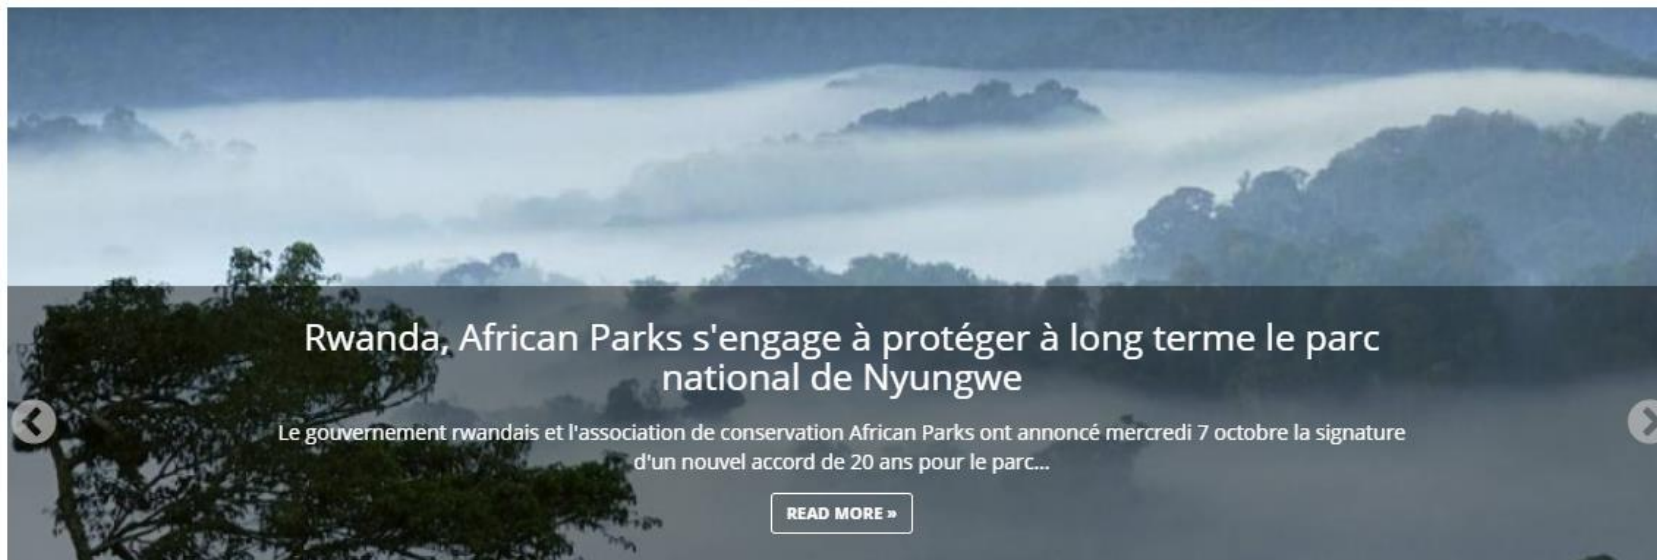 Rwanda, African Parks s'engage à protéger à long terme le parc
national de Nyungwe
Le gouvernement rwandais et l'association de conservation African Parks ont annoncé mercredi 7 octobre la signature
d'un nouvel accord de 20 ans pour le parc...
READ MORE »